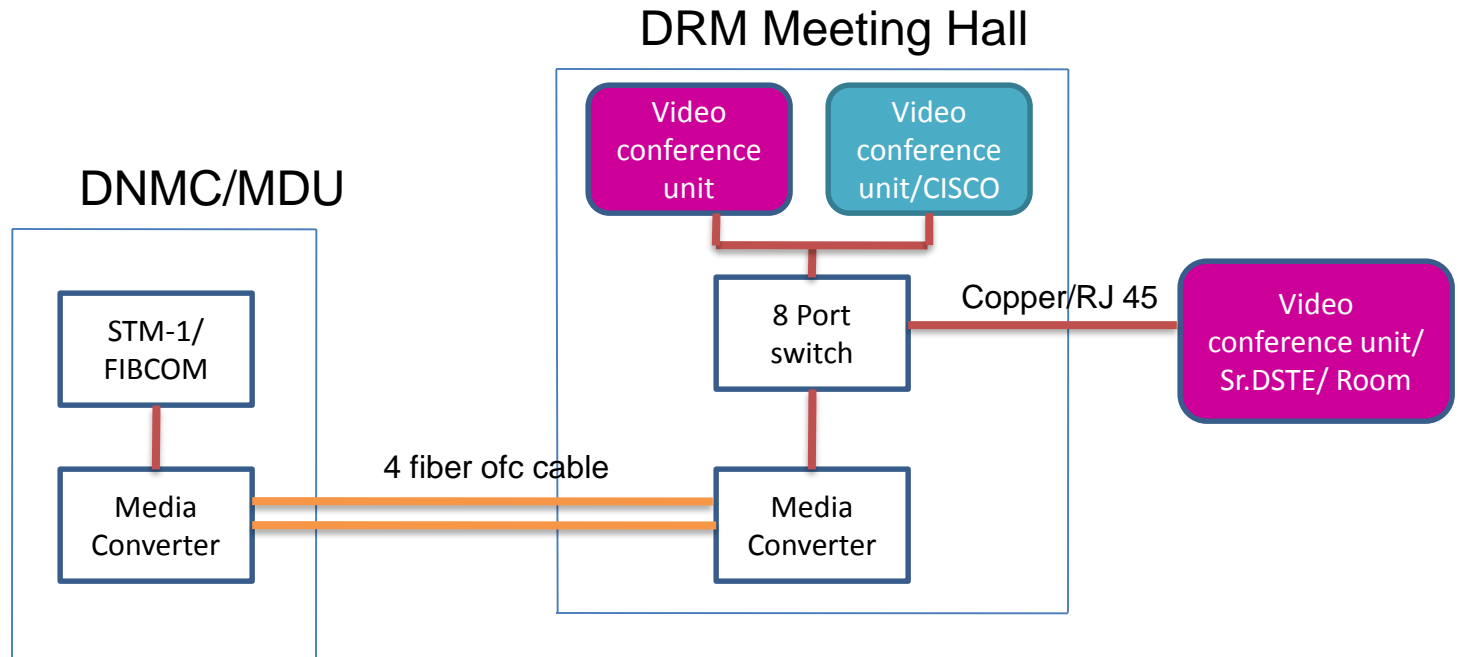 DRM Meeting Hall
Video
conference
unit
Video
conference
unit/CISCO
DNMC/MDU
STM-1/
FIBCOM
8 Port
switch
Copper/RJ 45
Video
conference unit/
Sr.DSTE/ Room
4 fiber ofc cable
Media
Converter
Media
Converter